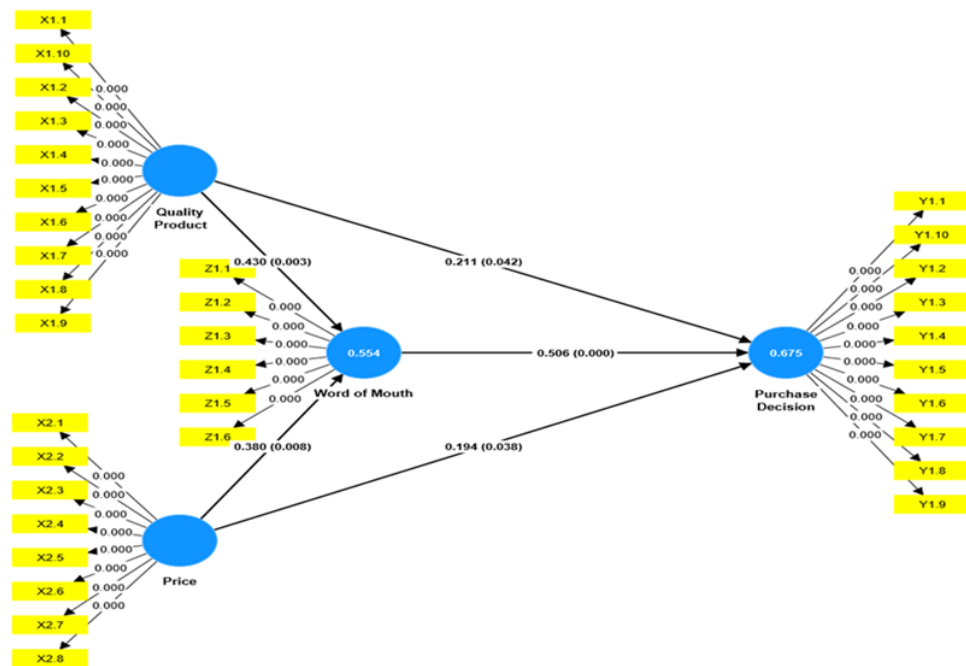 X1.1
X1.10
X1.2
X1.3
X1.4
X1.5
X1.6
X1.7
X1.8
X1.9
0.000
0.000
0.000
0.000
0.000
0.000
0.000
0.000
0.000
0.000
Quality
Product
0.430 (0.003)
0.211 (0.042)
Z1.1
Z1.2
Z1.3
Z1.4
Z1.5
Z1.6
0.000
0.000
0.000
0.000
0.000
0.000
0.554
Word of Mouth
0.506 (0.000)
0.380 (0.008)
0.194 (0.038)
X2.1
X2.2
X2.3
X2.4
X2.5
X2.6
X2.7
X2.8
0.000
0.000
0.000
0.000
0.000
0.000
0.000
0.000
Price
0.675
Purchase
Decision
0.000
0.000
0.000
0.000
0.000
0.000
0.000
0.000
0.000
0.000
Y1.1
Y1.10
Y1.2
Y1.3
Y1.4
Y1.5
Y1.6
Y1.7
Y1.8
Y1.9